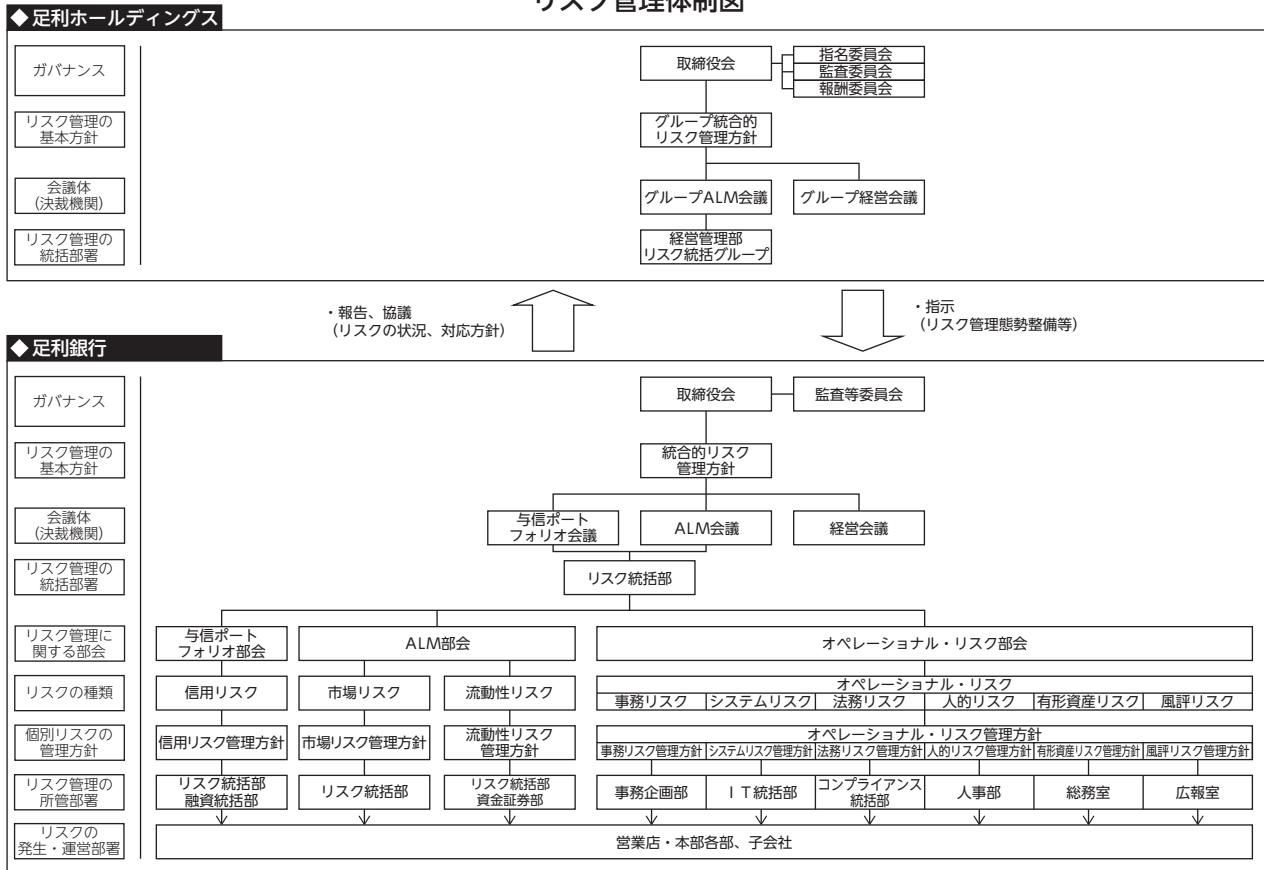 リスク管理体制図
◆足利ホールディングス
ガバナンス
取締役会
指名委員会
監査委員会
報酬委員会
リスク管理の
基本方針
グループ統合的
リスク管理方針
会議体
(決裁機関)
グループALM会議
グループ経営会議
リスク管理の
統括部署
経営管理部
リスク統括グループ
・報告、協議
(リスクの状況、対応方針)
・指示
(リスク管理態勢整備等)
◆足利銀行
ガバナンス
取締役会
監査等委員会
リスク管理の
基本方針
統合的リスク
管理方針
会議体
(決裁機関)
与信ポート
フォリオ会議
ALM会議
経営会議
リスク管理の
統括部署
リスク統括部
リスク管理に
関する部会
与信ポート
フォリオ部会
ALM部会
オペレーショナル・リスク部会
リスクの種類
信用リスク
市場リスク
流動性リスク
オペレーショナル・リスク
事務リスク
システムリスク
法務リスク
人的リスク
有形資産リスク
風評リスク
個別リスクの
管理方針
信用リスク管理方針
市場リスク管理方針
流動性リスク
管理方針
オペレーショナル・リスク管理方針
事務リスク管理方針
システムリスク管理方針
法務リスク管理方針
人的リスク管理方針
有形資産リスク管理方針
風評リスク管理方針
リスク管理の
所管部署
リスク統括部
融資統括部
リスク統括部
リスク統括部
資金証券部
事務企画部
IT統括部
コンプライアンス
統括部
人事部
総務室
広報室
リスクの
発生・運営部署
営業店・本部各部、子会社